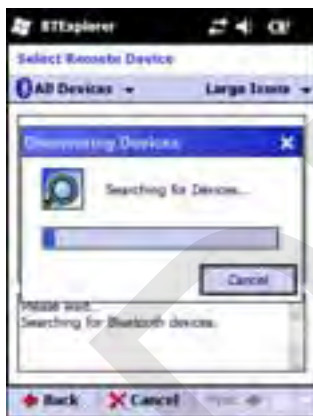 BTExplorer
Select Remote Device
All Devices
Large Icons
Discovering Devices
Searching for Devices...
Cancel
Please wait...
Searching for Bluetooth devices.
Back Cancel Next